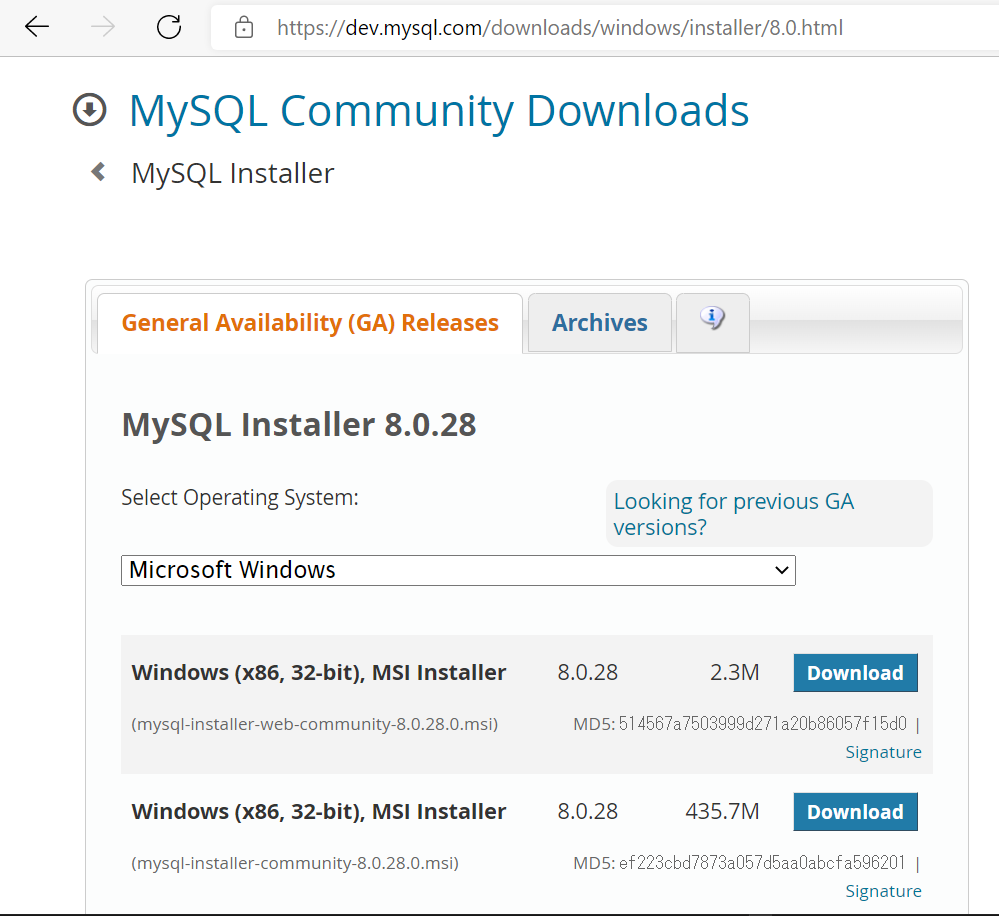 https://dev.mysql.com/downloads/windows/installer/8.0.html
MySQL Community Downloads
MySQL Installer
General Availability (GA) Releases Archives
MySQL Installer 8.0.28
Select Operating System:
Looking for previous GA
versions?
Microsoft Windows
Windows (x86, 32-bit), MSI Installer 8.0.28 2.3M Download
(mysql-installer-web-community-8.0.28.0.msi) MD5: 514567a7503999d271a20b86057f15d0 |
Signature
Windows (x86, 32-bit), MSI Installer 8.0.28 435.7M Download
(mysql-installer-community-8.0.28.0.msi) MD5: ef223cbd7873a057d5aa0abcfa596201 |
Signature